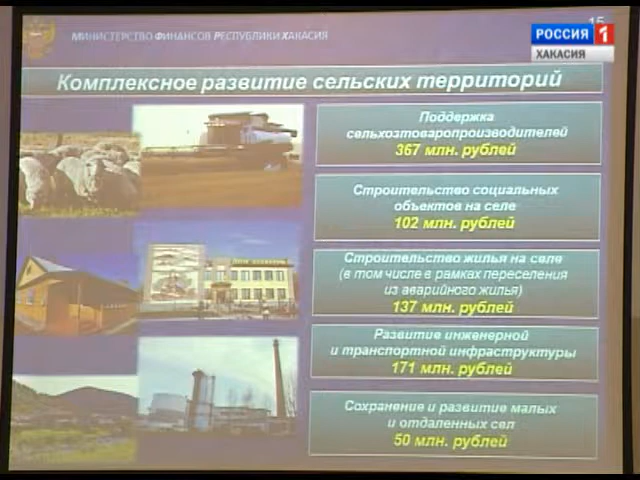 15
РОССИЯ 1
ХАКАСИЯ
МИНИСТЕРСТВО ФИНАНСОВ РЕСПУБЛИКИ ХАКАСИЯ
Комплексное развитие сельских территорий
Поддержка
сельхозтоваропроизводителей
367 млн. рублей
Строительство социальных
объектов на селе
102 млн. рублей
Строительство жилья на селе
(в том числе в рамках переселения
из аварийного жилья)
137 млн. рублей
Развитие инженерной
и транспортной инфраструктуры
171 млн. рублей
Сохранение и развитие малых
и отдаленных сел
50 млн. рублей